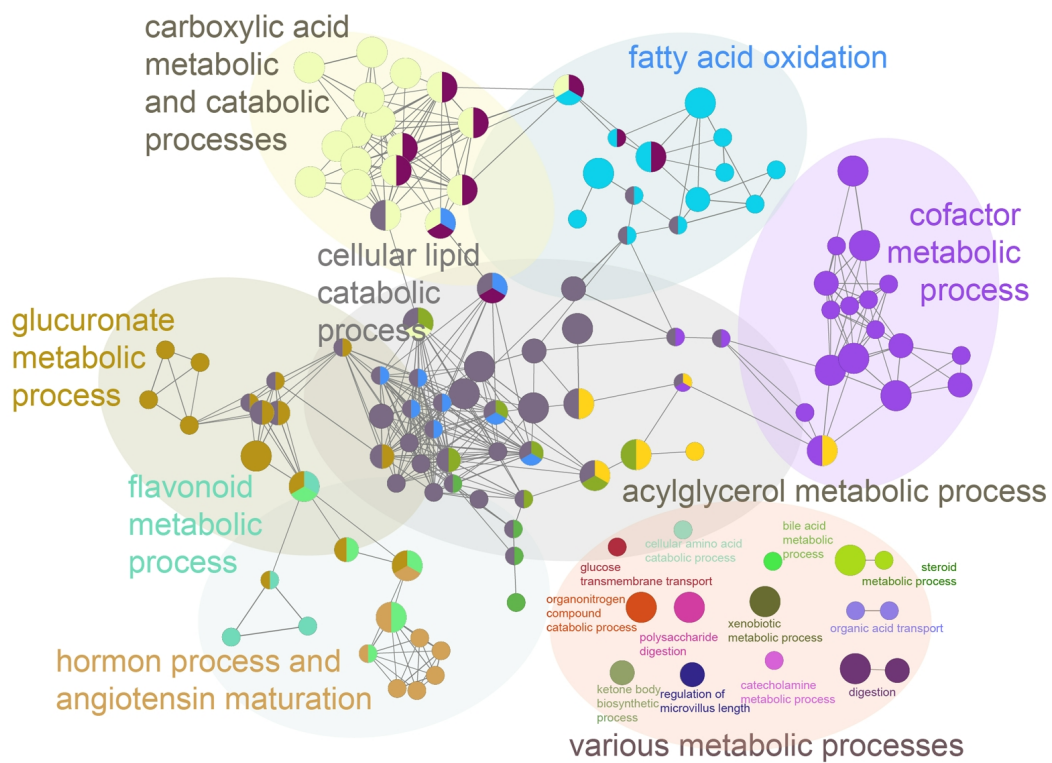 carboxylic acid
metabolic
and catabolic
processes
fatty acid oxidation
cofactor
metabolic
process
cellular lipid
catabolic
process
glucuronate
metabolic
process
flavonoid
metabolic
process
acylglycerol metabolic process
hormon process and
angiotensin maturation
cellular amino acid
catabolic process
bile acid
metabolic
process
glucose
transmembrane transport
steroid
metabolic process
organonitrogen
compound
catabolic process
polysaccharide
digestion
xenobiotic
metabolic process
organic acid transport
ketone body
biosynthetic
process
regulation of
microvillus length
catecholamine
metabolic process
digestion
various metabolic processes